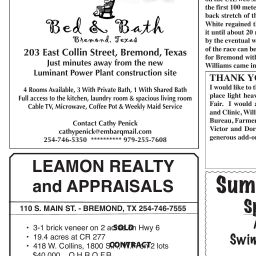 Bed & Bath
Bremond, Texas
203 East Collin Street, Bremond, Texas
Just minutes away from the new
Luminant Power Plant construction site
4 Rooms Available, 3 With Private Bath, 1 With Shared Bath
Full access to the kitchen, laundry room & spacious living room
Cable TV, Microwave, Coffee Pot & Weekly Maid Service
Contact Cathy Penick
cathypenick@embarqmail.com
254-746-5350 ********** 979-255-7608
LEAMON REALTY
and APPRAISALS
110 S. MAIN ST. - BREMOND, TX 254-746-7555
• 3-1 brick veneer on 2 ac on Hwy 6
SOLD
• 19.4 acres at CR 277
• 418 W. Collins, 1800 2 lots
CONTRACT
$40,000
the first 100 mete
back stretch of th
White regained t
it until about 20
by the eventual w
of the race can be
for Bremond with
Williams came in
THANK Y
I would like to t
place light heav
Fair. I would a
and Clinic, Will
Bureau, Farmer
Victor and Dor
generous add-or
Sum
Sp
A
Swim